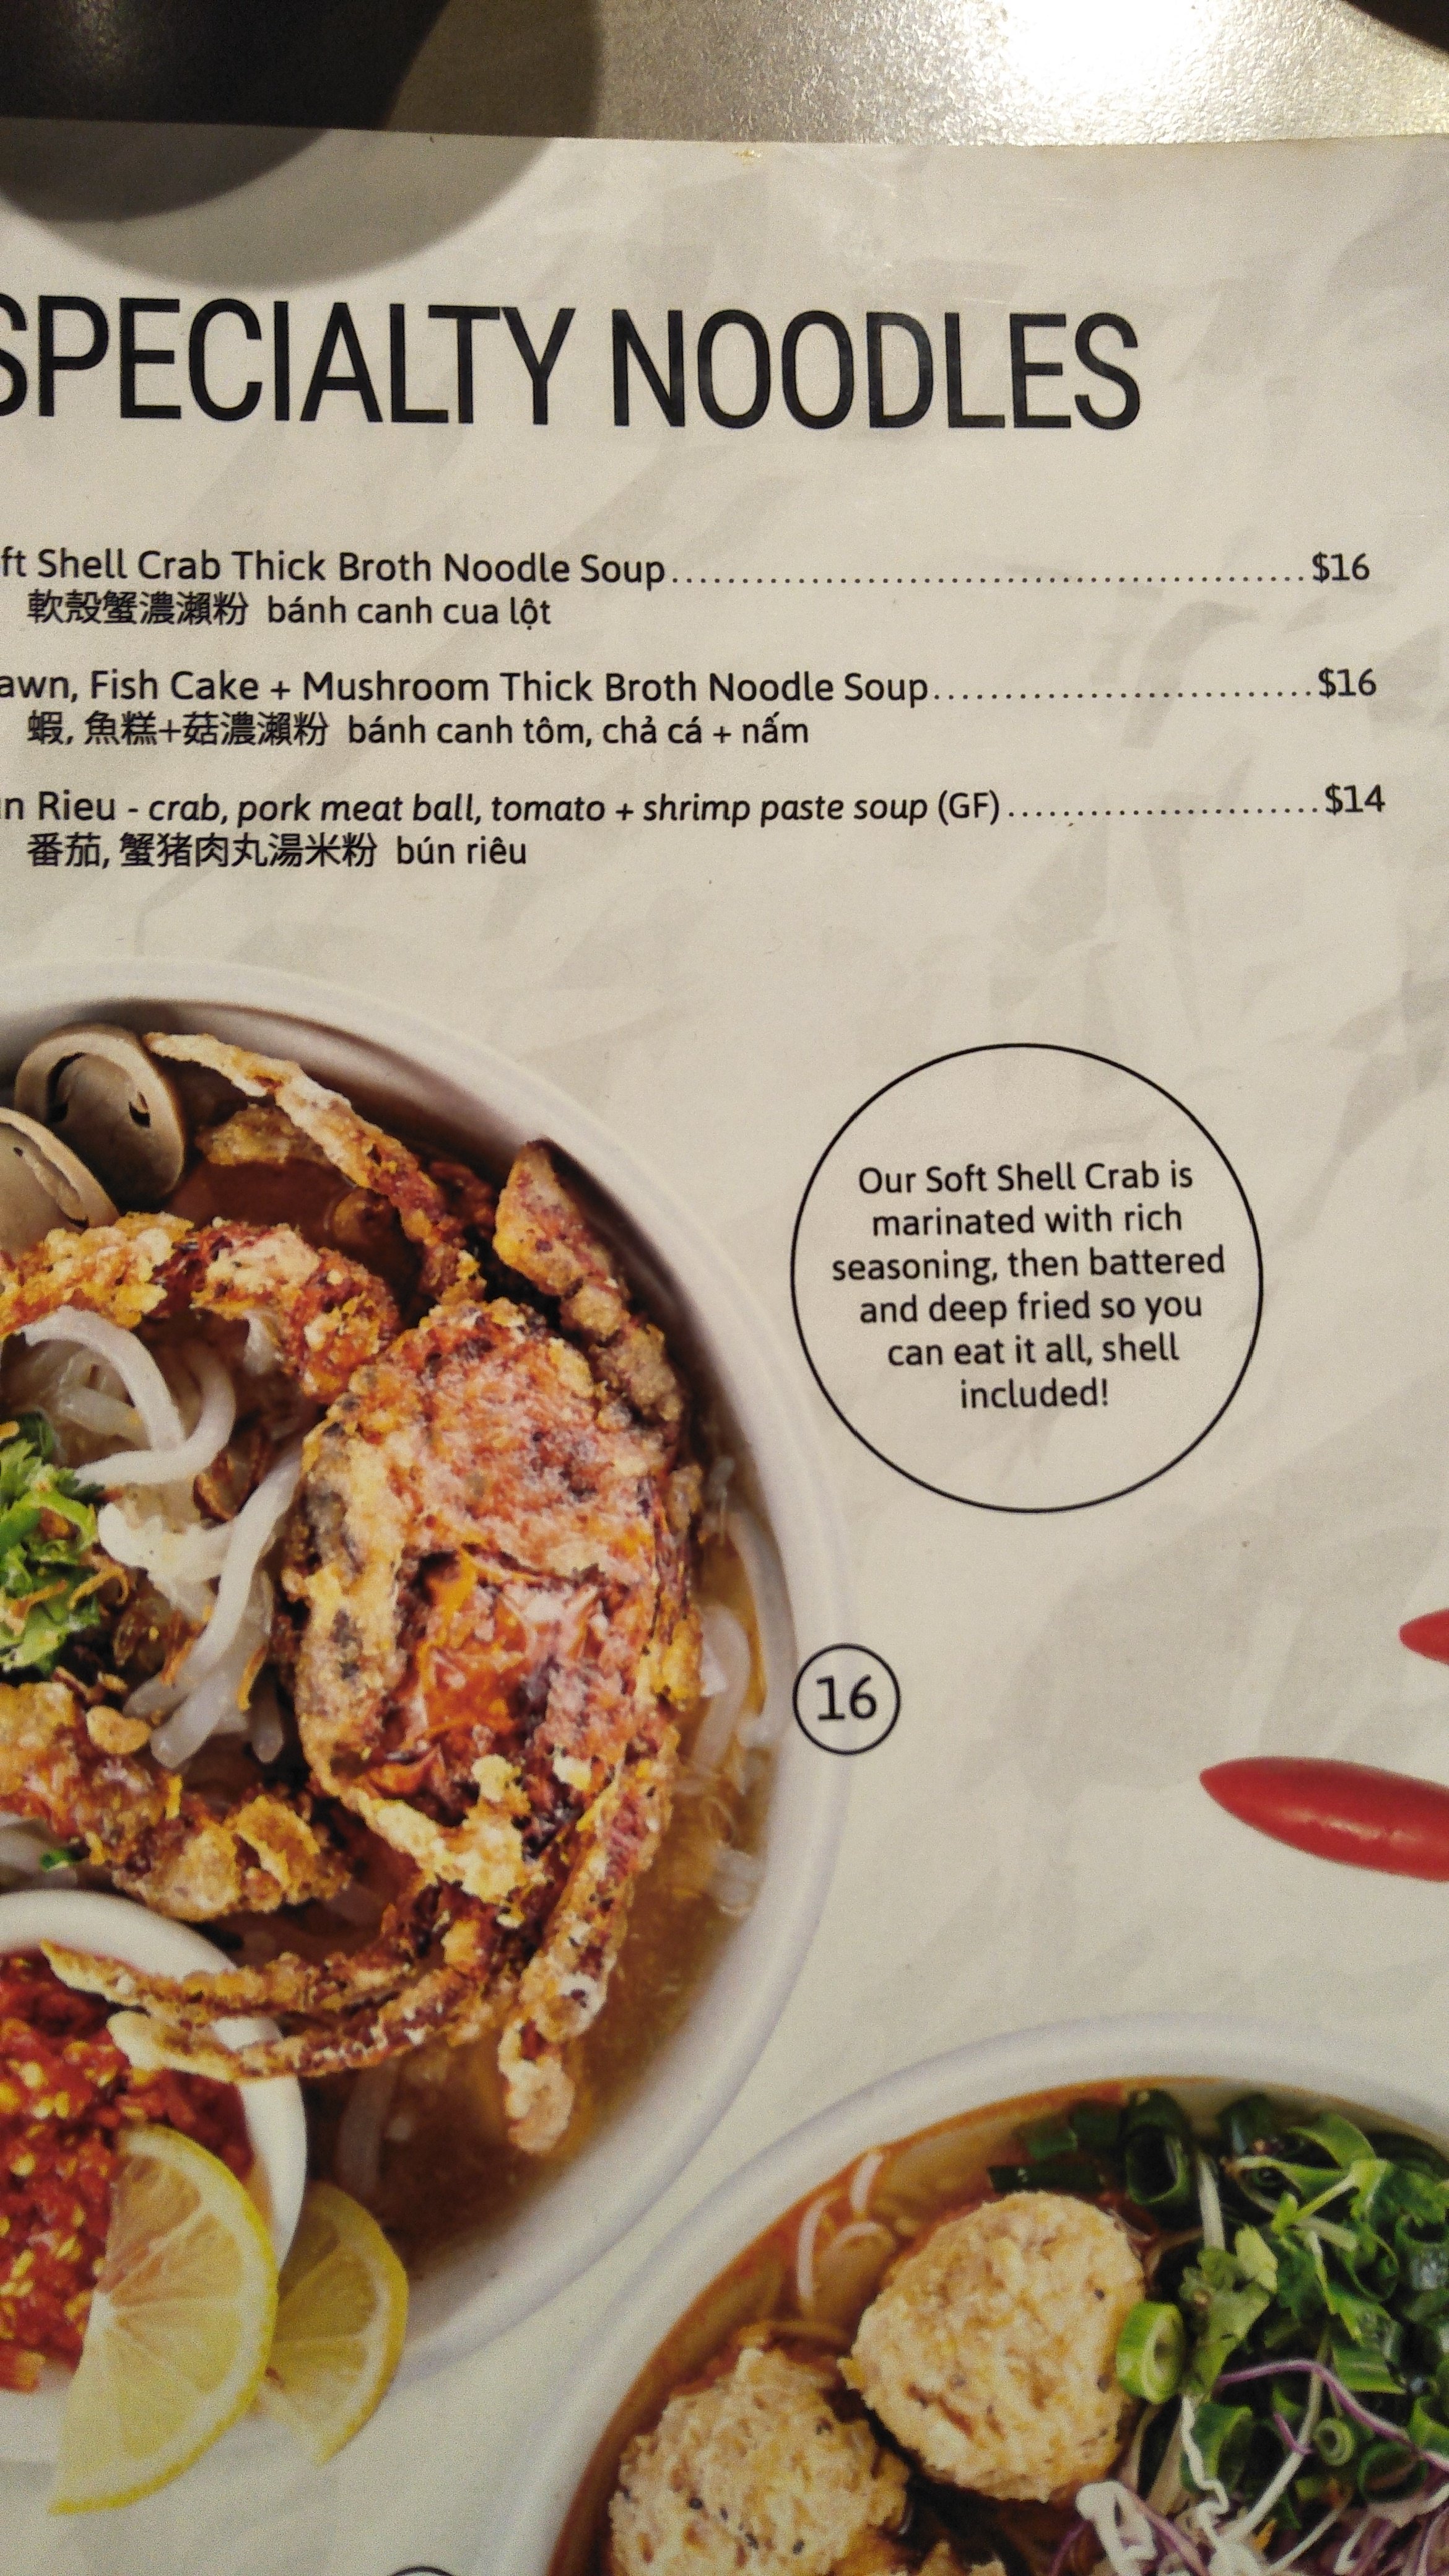 SPECIALTY NOODLES
ft Shell Crab Thick Broth Noodle Soup........................................$16
軟殼蟹濃瀨粉 bánh canh cua lột
awn, Fish Cake + Mushroom Thick Broth Noodle Soup........................$16
蝦, 魚糕+菇濃瀨粉 bánh canh tôm, chả cá + nấm
n Rieu - crab, pork meat ball, tomato + shrimp paste soup (GF)....................$14
番茄, 蟹猪肉丸湯米粉 bún riêu
Our Soft Shell Crab is
marinated with rich
seasoning, then battered
and deep fried so you
can eat it all, shell
included!
16